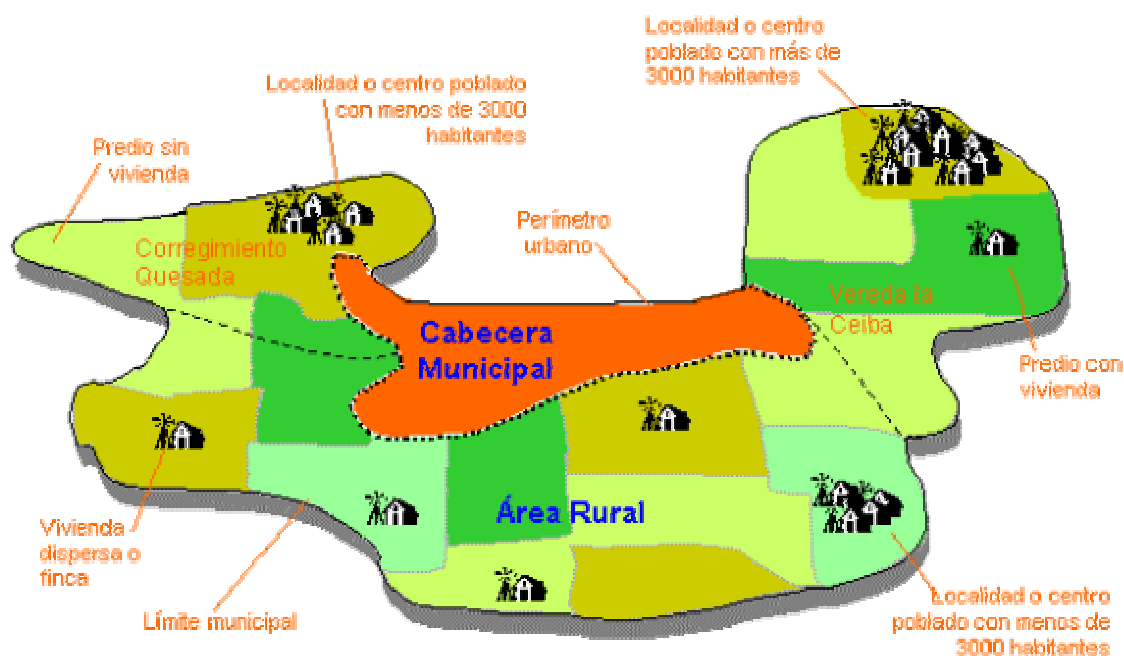 Localidad o centro
poblado con más de
3000 habitantes
Localidad o centro poblado
con menos de 3000
habitantes
Predio sin
vivienda
Perímetro
urbano
Corregimiento
Quesada
Vereda la
Ceiba
Cabecera
Municipal
Predio con
vivienda
Área Rural
Vivienda
dispersa o
finca
Límite municipal
Localidad o centro
poblado con menos de
3000 habitantes